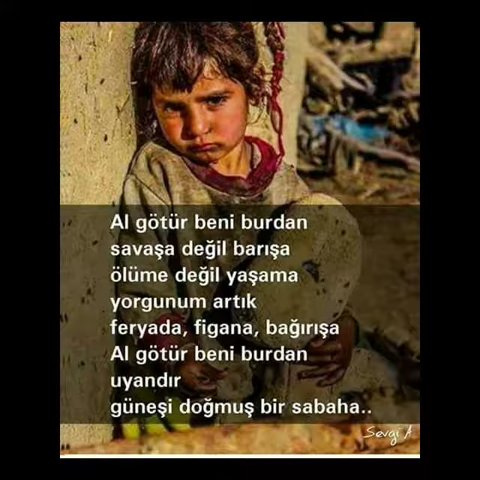 Al götür beni burdan
savaşa değil barışa
ölüme değil yaşama
yorgunum artık
feryada, figana, bağırışa
Al götür beni burdan
uyandır
güneşi doğmuş bir sabaha..
Sevgi A